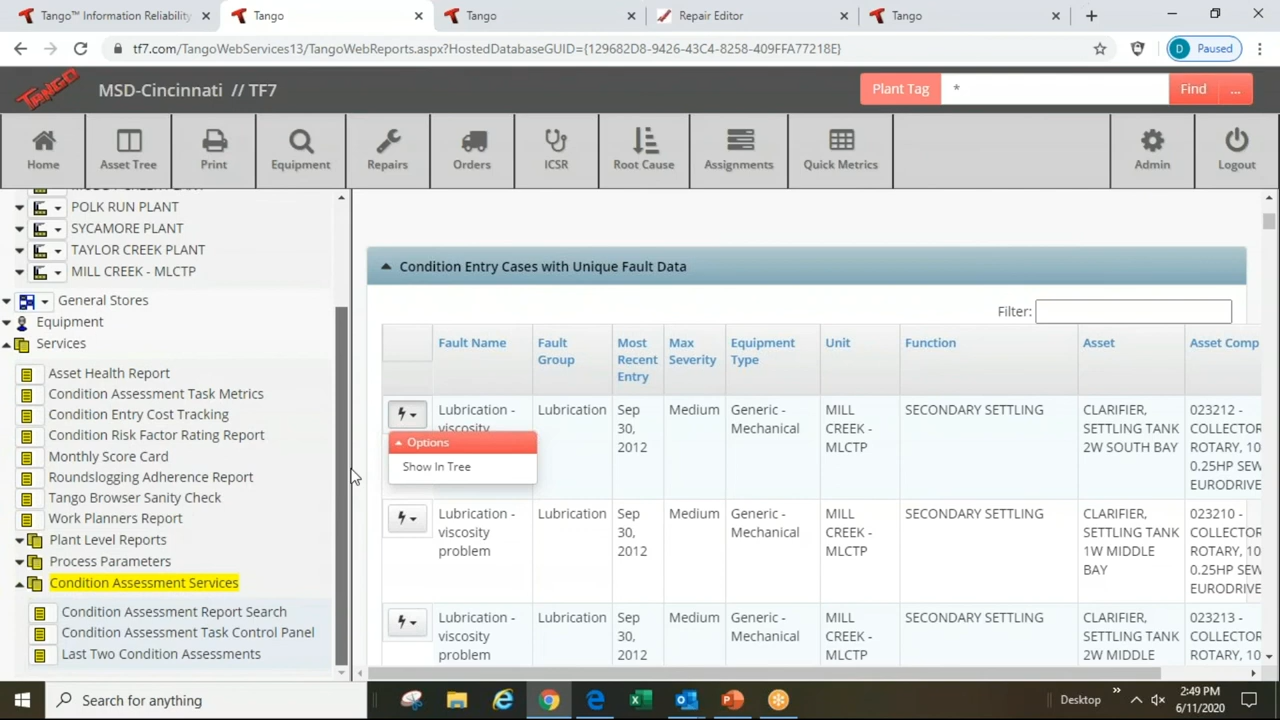 Tango™ Information Reliability
Tango
Tango
Repair Editor
Tango
tf7.com/TangoWebServices13/TangoWebReports.aspx?HostedDatabaseGUID={129682D8-9426-43C4-8258-409FFA77218E}
D Paused
TANGO
MSD-Cincinnati // TF7
Plant Tag
*
Find
...
Home
Asset Tree
Print
Equipment
Repairs
Orders
ICSR
Root Cause
Assignments
Quick Metrics
Admin
Logout
POLK RUN PLANT
SYCAMORE PLANT
TAYLOR CREEK PLANT
MILL CREEK - MLCTP
General Stores
Equipment
Services
Asset Health Report
Condition Assessment Task Metrics
Condition Entry Cost Tracking
Condition Risk Factor Rating Report
Monthly Score Card
Roundslogging Adherence Report
Tango Browser Sanity Check
Work Planners Report
Plant Level Reports
Process Parameters
Condition Assessment Services
Condition Assessment Report Search
Condition Assessment Task Control Panel
Last Two Condition Assessments
Condition Entry Cases with Unique Fault Data
Filter:
Fault Name
Fault
Group
Most
Recent
Entry
Max
Severity
Equipment
Type
Unit
Function
Asset
Asset Comp
Lubrication -
viscosity
Lubrication
Sep
30,
2012
Medium
Generic -
Mechanical
MILL
CREEK -
MLCTP
SECONDARY SETTLING
CLARIFIER,
SETTLING TANK
2W SOUTH BAY
023212 -
COLLECTOR
ROTARY, 10
0.25HP SEW
EURODRIVE
Options
Show In Tree
Lubrication -
viscosity
problem
Lubrication
Sep
30,
2012
Medium
Generic -
Mechanical
MILL
CREEK -
MLCTP
SECONDARY SETTLING
CLARIFIER,
SETTLING TANK
1W MIDDLE
BAY
023210 -
COLLECTOR
ROTARY, 10
0.25HP SEW
EURODRIVE
Lubrication -
viscosity
problem
Lubrication
Sep
30,
2012
Medium
Generic -
Mechanical
MILL
CREEK -
MLCTP
SECONDARY SETTLING
CLARIFIER,
SETTLING TANK
2W MIDDLE
023213 -
COLLECTOR
ROTARY, 10
Search for anything
Desktop
2:49 PM
6/11/2020